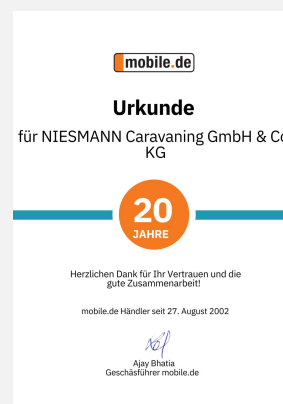 mobile.de
Urkunde
für NIESMANN Caravaning GmbH & Co
KG
20
JAHRE
Herzlichen Dank für Ihr Vertrauen und die
gute Zusammenarbeit!
mobile.de Händler seit 27. August 2002
Ajay Bhatia
Geschäsführer mobile.de